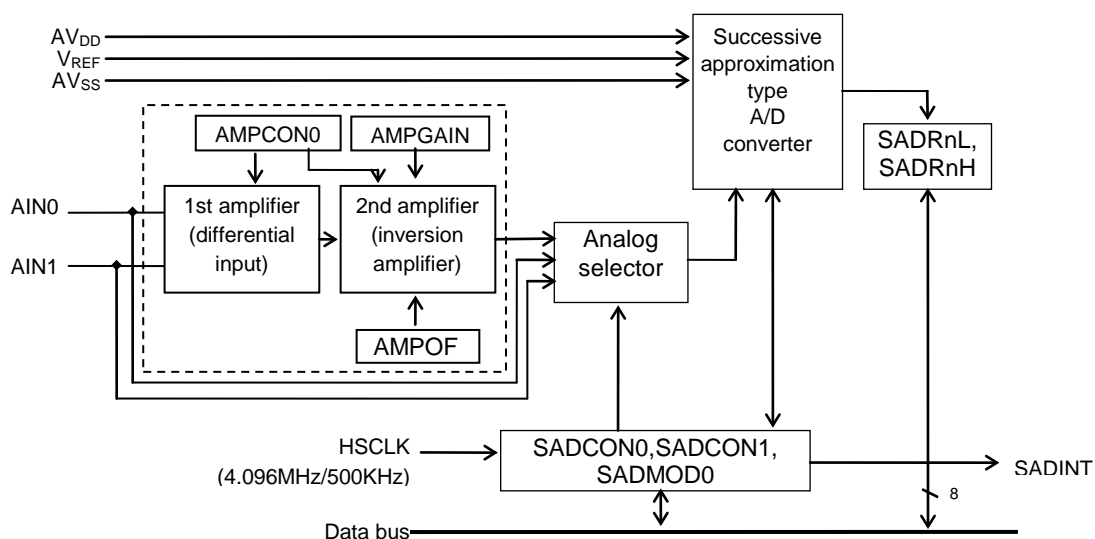 AVDD
VREF
AVSS
Successive
approximation
type
A/D
converter
SADRnL,
SADRnH
AMPCON0
AMPGAIN
AIN0
AIN1
1st amplifier
(differential
input)
2nd amplifier
(inversion
amplifier)
AMPOF
Analog
selector
HSCLK
(4.096MHz/500KHz)
SADCON0,SADCON1,
SADMOD0
SADINT
8
Data bus